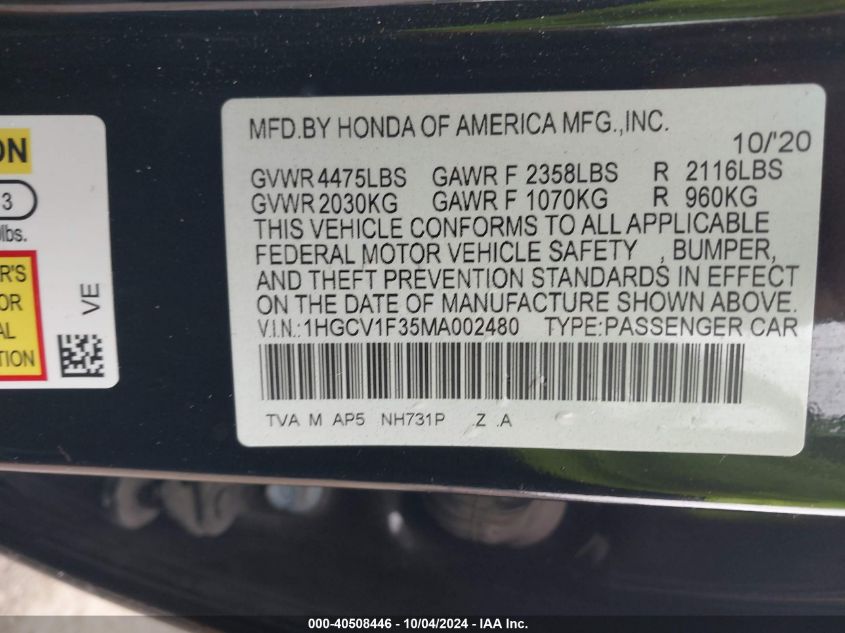 ON
3
lbs.
R'S
OR
AL
TION
VE
MFD.BY HONDA OF AMERICA MFG.,INC.
10/'20
GVWR 4475LBS GAWR F 2358LBS R 2116LBS
GVWR 2030KG GAWR F 1070KG R 960KG
THIS VEHICLE CONFORMS TO ALL APPLICABLE
FEDERAL MOTOR VEHICLE SAFETY , BUMPER,
AND THEFT PREVENTION STANDARDS IN EFFECT
ON THE DATE OF MANUFACTURE SHOWN ABOVE.
V.I.N.:1HGCV1F35MA002480 TYPE:PASSENGER CAR
TVA M AP5 NH731P .Z .A
000-40508446 - 10/04/2024 - IAA Inc.